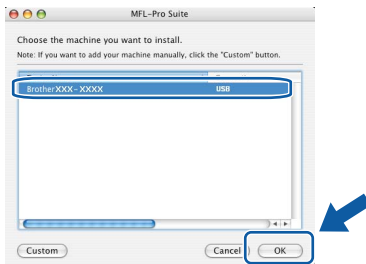 MFL-Pro Suite
Choose the machine you want to install.
Note: If you want to add your machine manually, click the "Custom" button.
BrotherXXX-XXXX USB
Custom Cancel OK